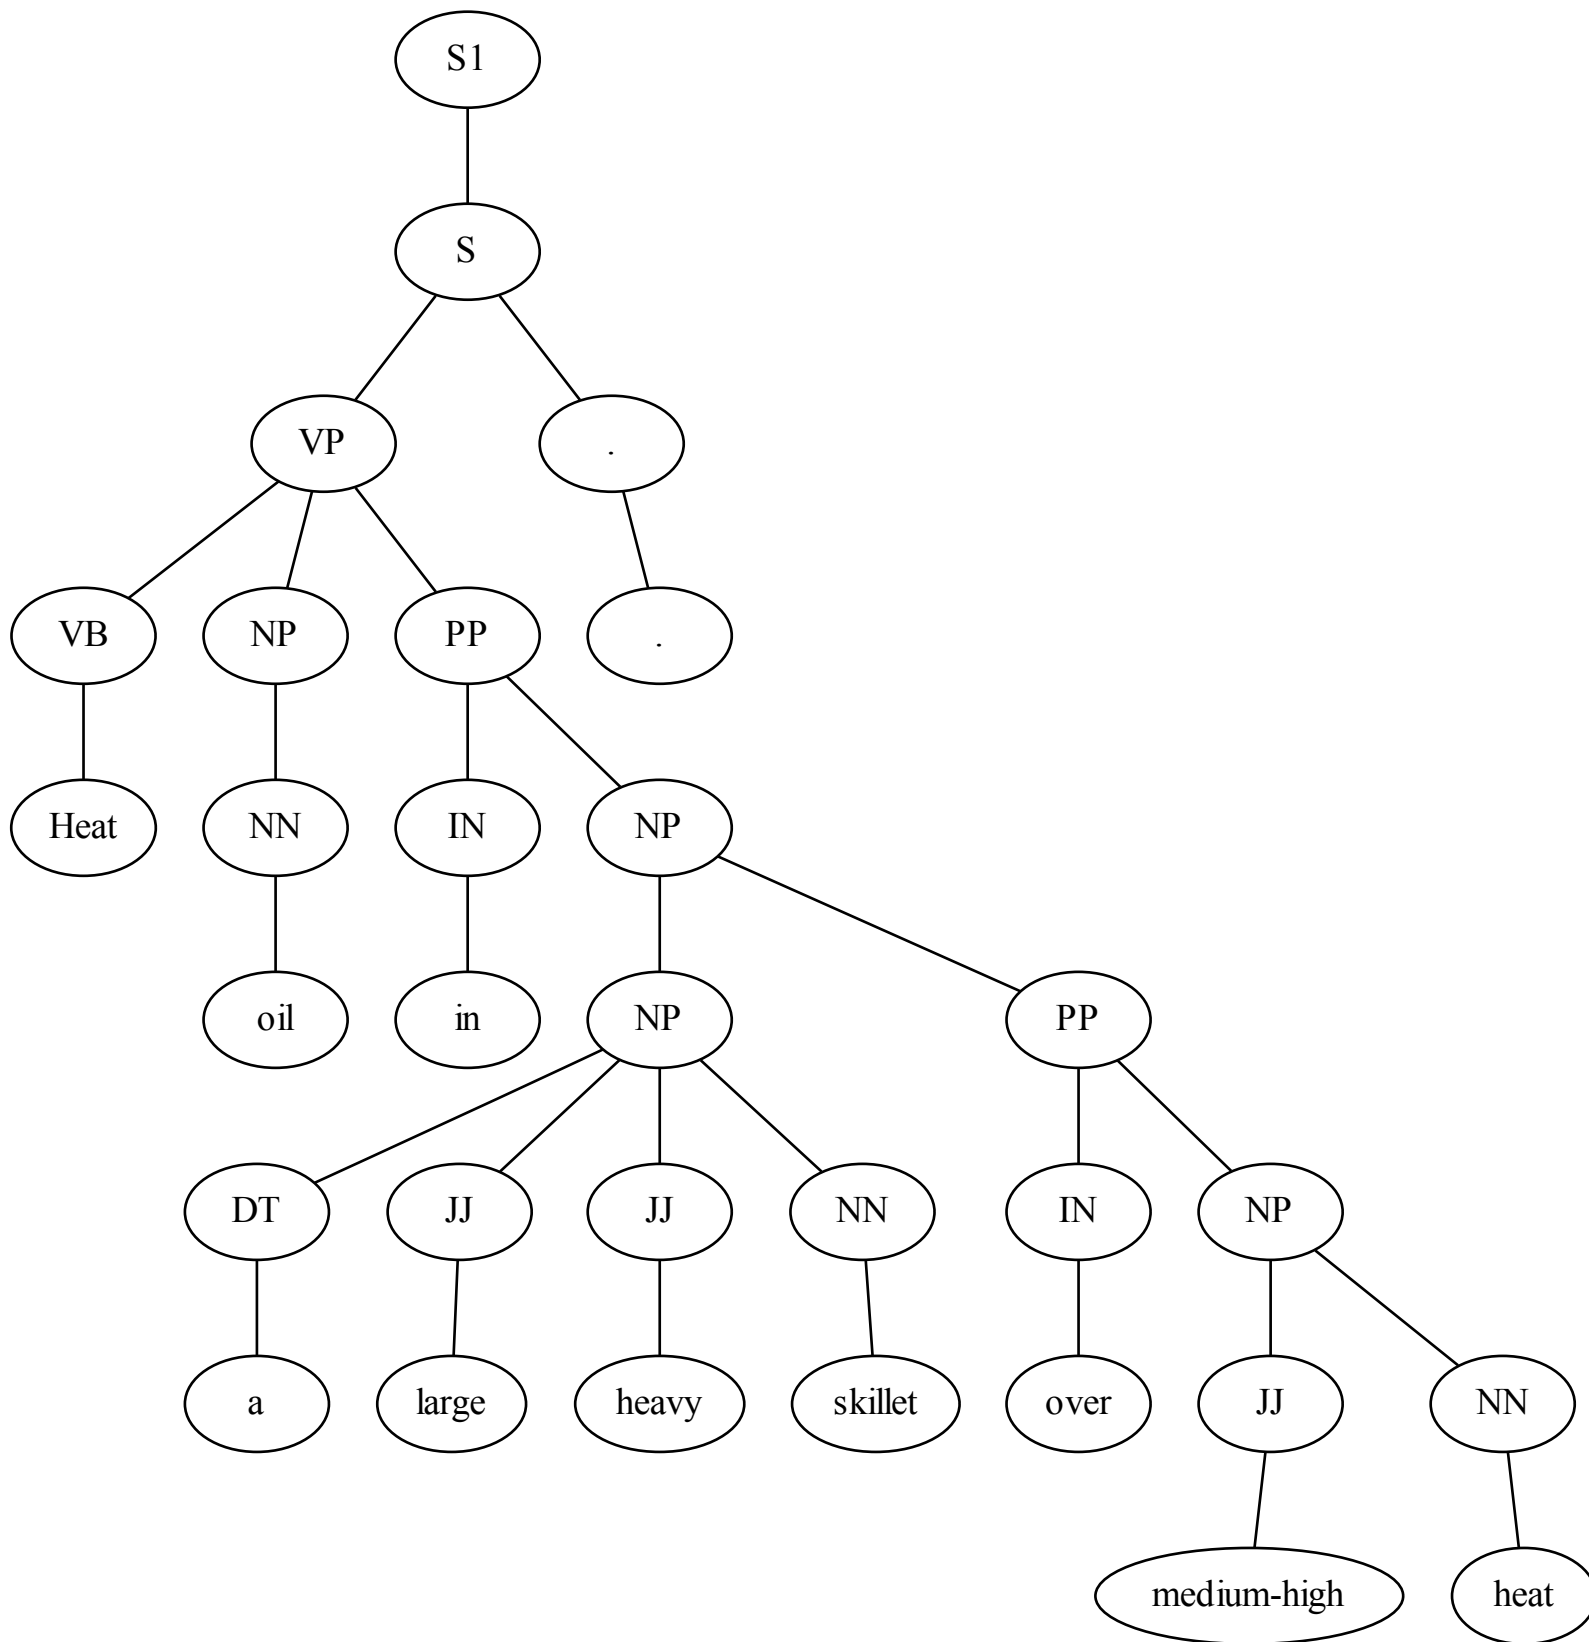 S1
S
VP .
VB NP PP .
Heat NN IN NP
oil in NP PP
DT JJ JJ NN IN NP
a large heavy skillet over JJ NN
medium-high heat